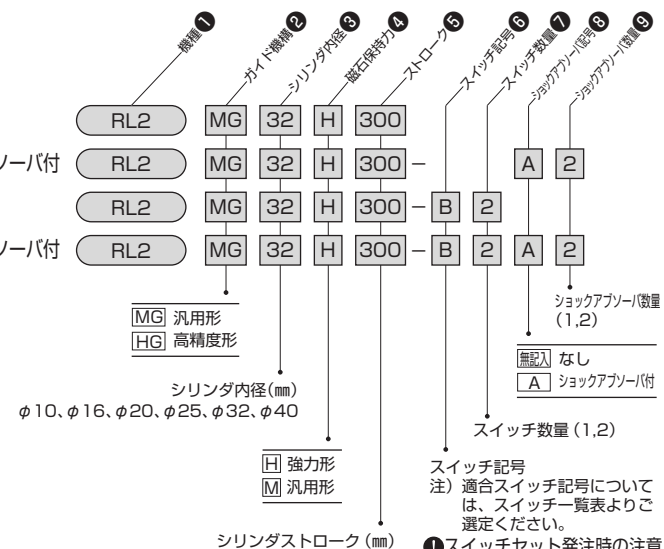 機種❶
ガイド機構❷
シリンダ内径❸
磁石保持力❹
ストローク❺
スイッチ記号❻
スイッチ数量❼
ショックアブソーバ記号❽
ショックアブソーバ数量❾
RL2 MG 32 H 300
ソーバ付 RL2 MG 32 H 300 − A 2
RL2 MG 32 H 300 − B 2
ソーバ付 RL2 MG 32 H 300 − B 2 A 2
MG 汎用形
HG 高精度形
シリンダ内径(㎜)
φ10、φ16、φ20、φ25、φ32、φ40
H 強力形
M 汎用形
シリンダストローク(㎜)
ショックアブソーバ数量
(1,2)
無記入 なし
A ショックアブソーバ付
スイッチ数量(1,2)
スイッチ記号
注) 適合スイッチ記号について
は、スイッチ一覧表よりご
選定ください。
❗スイッチセット発注時の注意